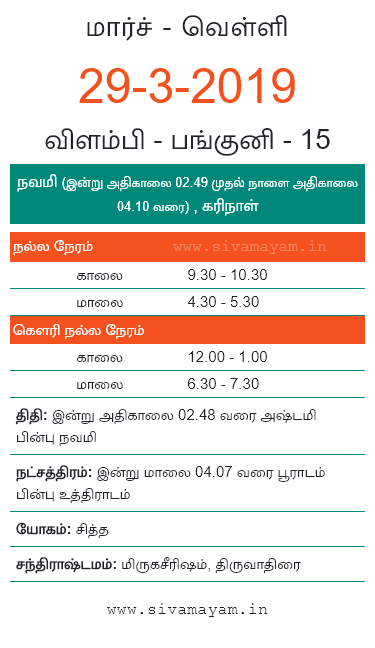 மார்ச் - வெள்ளி
29-3-2019
விளம்பி - பங்குனி - 15
நவமி (இன்று அதிகாலை 02.49 முதல் நாளை அதிகாலை
04.10 வரை) , கரிநாள்
நல்ல நேரம் www.sivamayam.in
காலை 9.30 - 10.30
மாலை 4.30 - 5.30
கௌரி நல்ல நேரம்
காலை 12.00 - 1.00
மாலை 6.30 - 7.30
திதி: இன்று அதிகாலை 02.48 வரை அஷ்டமி
பின்பு நவமி
நட்சத்திரம்: இன்று மாலை 04.07 வரை பூராடம்
பின்பு உத்திராடம்
யோகம்: சித்த
சந்திராஷ்டமம்: மிருகசீரிஷம், திருவாதிரை
www.sivamayam.in